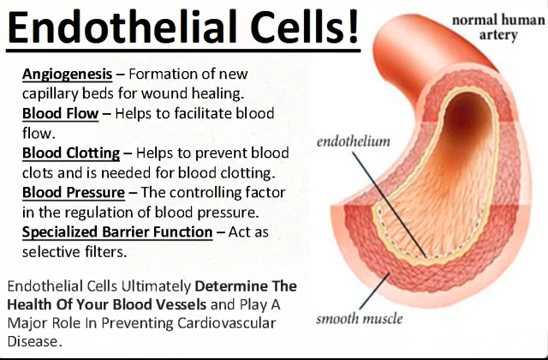 Endothelial Cells!
normal human
artery
Angiogenesis – Formation of new
capillary beds for wound healing.
Blood Flow – Helps to facilitate blood
flow.
Blood Clotting – Helps to prevent blood
clots and is needed for blood clotting.
Blood Pressure – The controlling factor
in the regulation of blood pressure.
Specialized Barrier Function – Act as
selective filters.
endothelium
smooth muscle
Endothelial Cells Ultimately Determine The
Health Of Your Blood Vessels and Play A
Major Role In Preventing Cardiovascular
Disease.